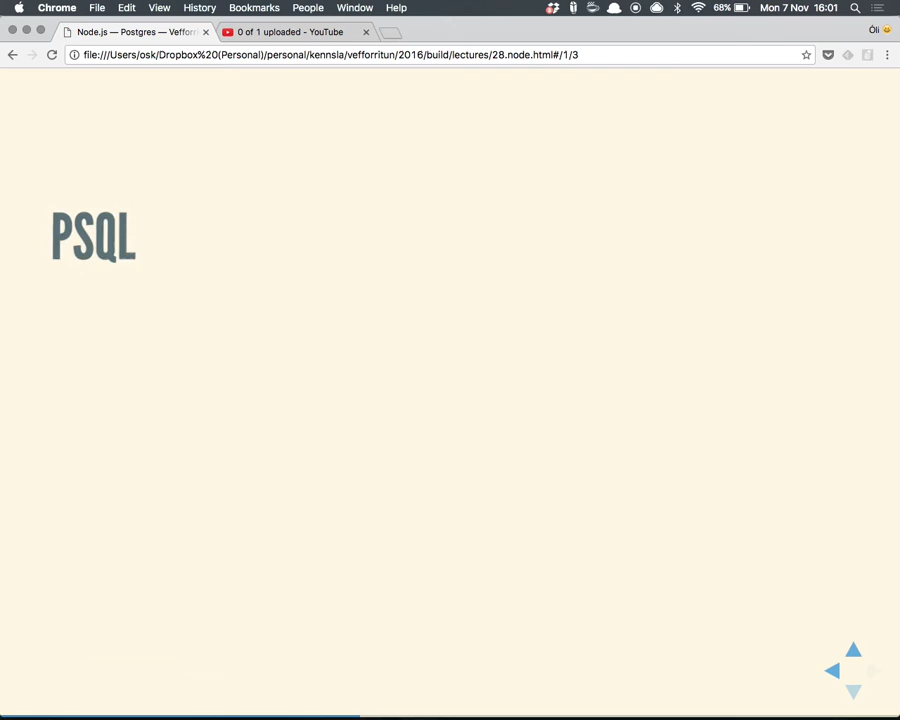 Chrome File Edit View History Bookmarks People Window Help 68% Mon 7 Nov 16:01
Node.js — Postgres — Vefforri 0 of 1 uploaded - YouTube Óli
file:///Users/osk/Dropbox%20(Personal)/personal/kennsla/vefforritun/2016/build/lectures/28.node.html#/1/3
PSQL